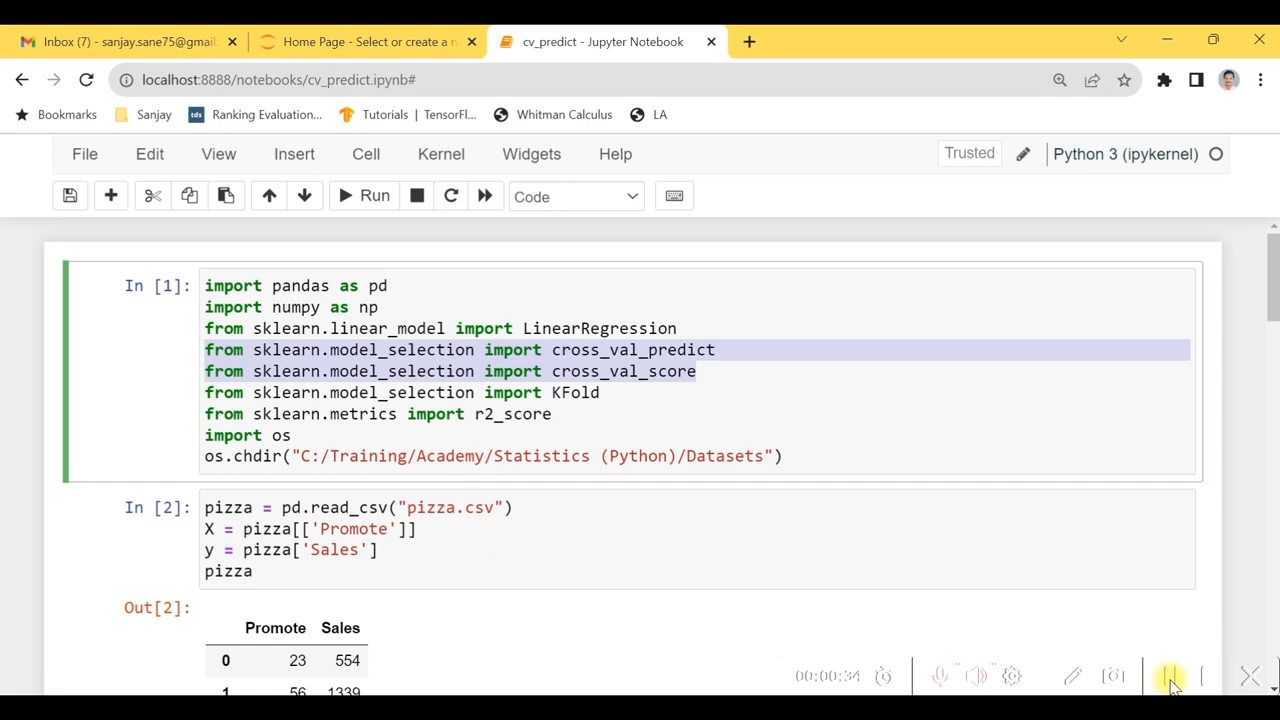 Inbox (7) - sanjay.sane75@gmail.
Home Page - Select or create a n
cv_predict - Jupyter Notebook
localhost:8888/notebooks/cv_predict.ipynb#
Bookmarks
Sanjay
tds Ranking Evaluation...
Tutorials | TensorFl...
Whitman Calculus
LA
File Edit View Insert Cell Kernel Widgets Help
Trusted
Python 3 (ipykernel)
Run
Code
In [1]:
import pandas as pd
import numpy as np
from sklearn.linear_model import LinearRegression
from sklearn.model_selection import cross_val_predict
from sklearn.model_selection import cross_val_score
from sklearn.model_selection import KFold
from sklearn.metrics import r2_score
import os
os.chdir("C:/Training/Academy/Statistics (Python)/Datasets")
In [2]:
pizza = pd.read_csv("pizza.csv")
X = pizza[['Promote']]
y = pizza['Sales']
pizza
Out[2]:
Promote Sales
0 23 554
1 56 1339
00:00:34